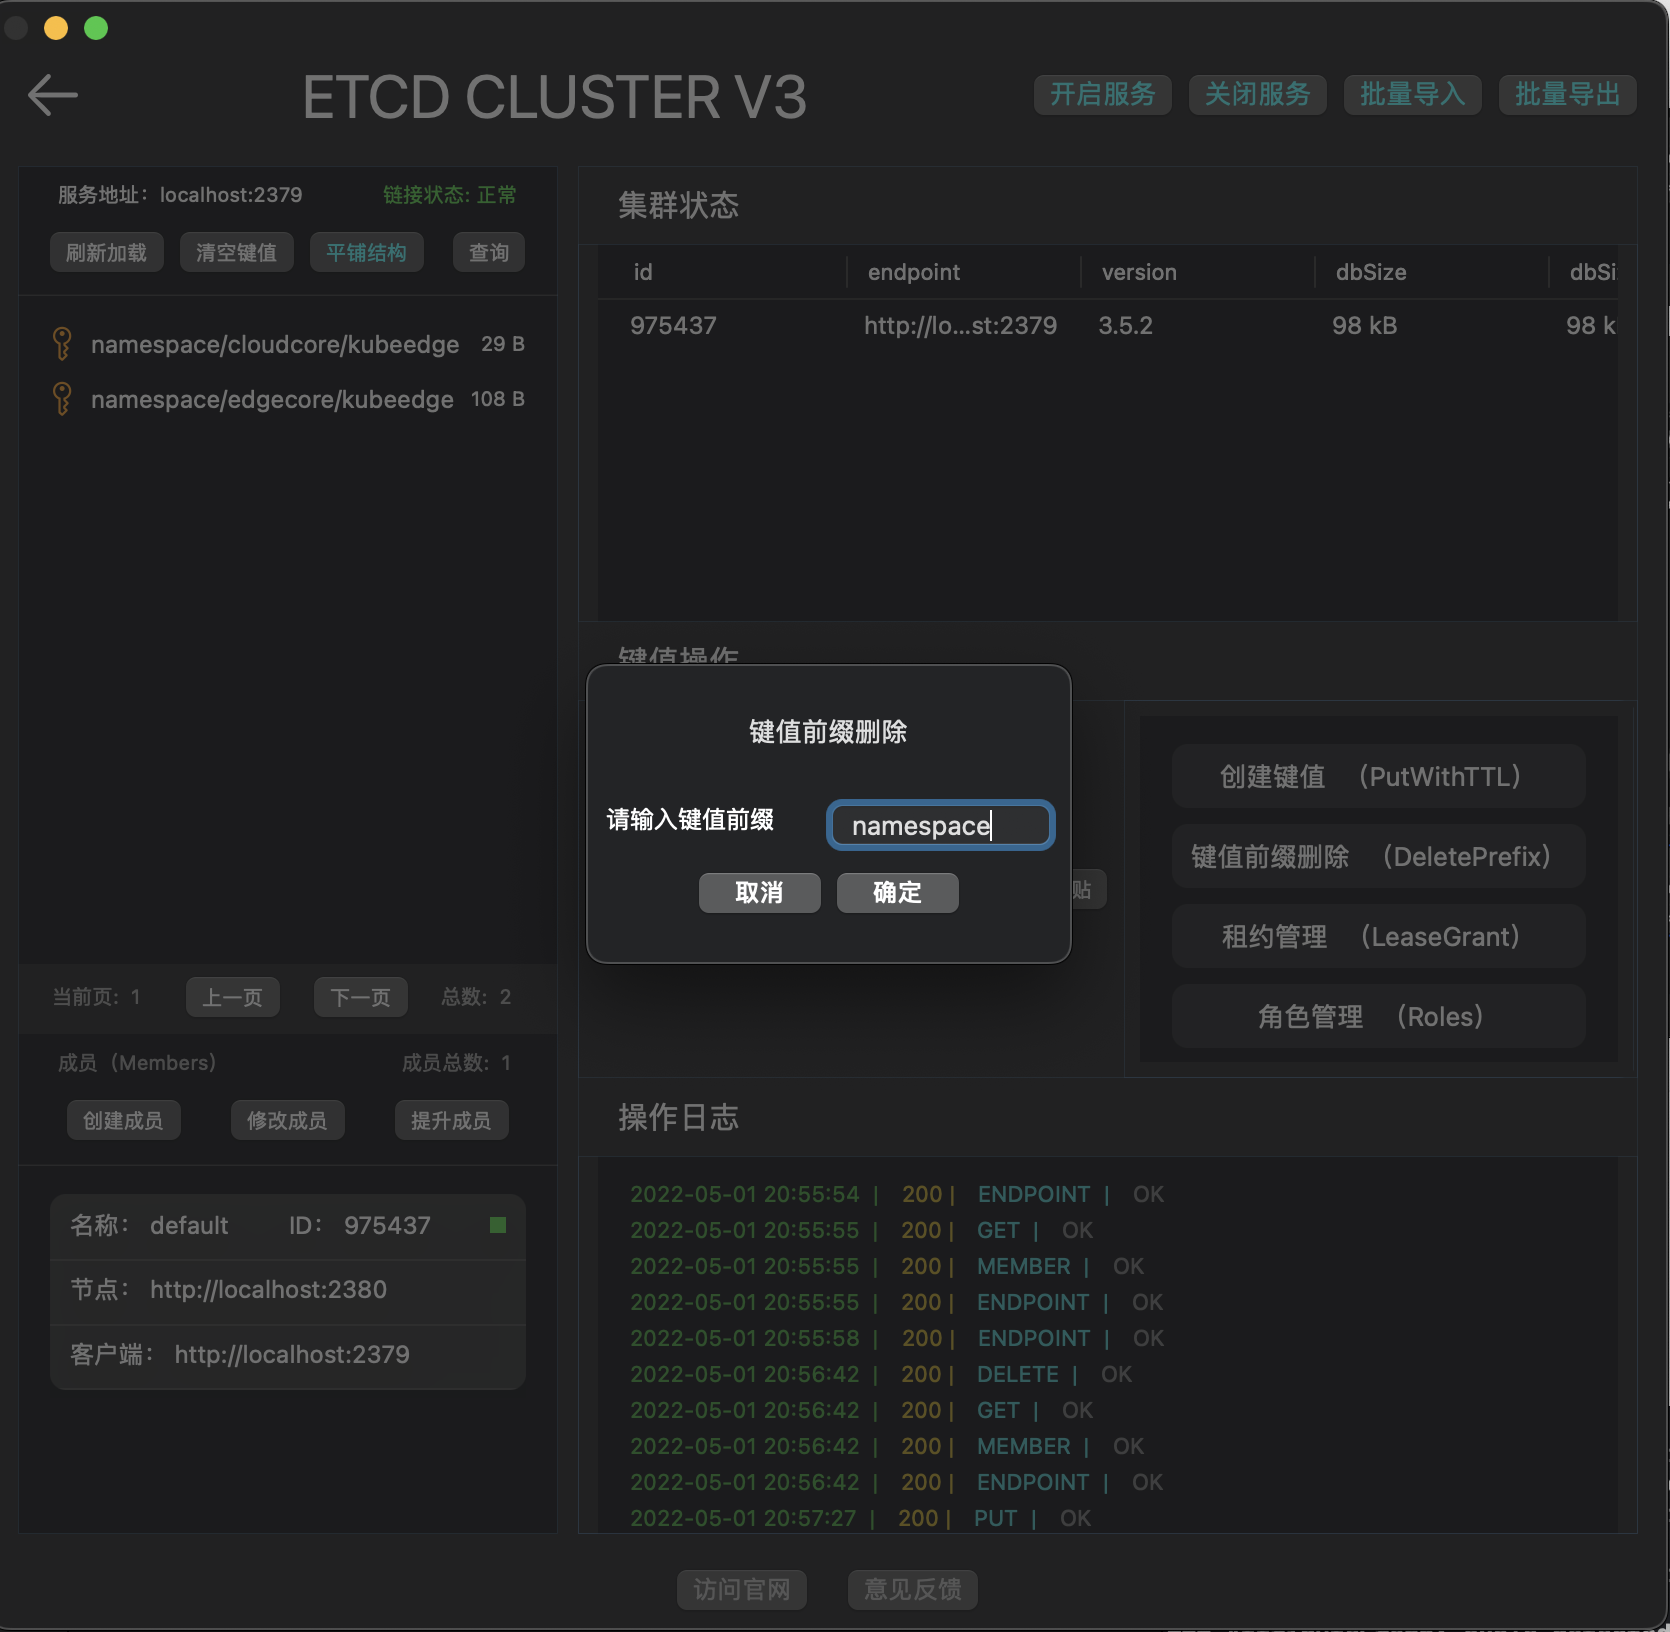 ETCD CLUSTER V3
开启服务 关闭服务 批量导入 批量导出
服务地址：localhost:2379 链接状态: 正常
刷新加载 清空键值 平铺结构 查询
namespace/cloudcore/kubeedge 29 B
namespace/edgecore/kubeedge 108 B
当前页: 1 上一页 下一页 总数: 2
成员（Members） 成员总数: 1
创建成员 修改成员 提升成员
名称： default ID： 975437
节点： http://localhost:2380
客户端： http://localhost:2379
集群状态
id endpoint version dbSize dbSi
975437 http://lo...st:2379 3.5.2 98 kB 98 k
键值操作
键值前缀删除
请输入键值前缀 namespace
取消 确定
贴
创建键值 （PutWithTTL）
键值前缀删除 （DeletePrefix）
租约管理 （LeaseGrant）
角色管理 （Roles）
操作日志
2022-05-01 20:55:54 | 200 | ENDPOINT | OK
2022-05-01 20:55:55 | 200 | GET | OK
2022-05-01 20:55:55 | 200 | MEMBER | OK
2022-05-01 20:55:55 | 200 | ENDPOINT | OK
2022-05-01 20:55:58 | 200 | ENDPOINT | OK
2022-05-01 20:56:42 | 200 | DELETE | OK
2022-05-01 20:56:42 | 200 | GET | OK
2022-05-01 20:56:42 | 200 | MEMBER | OK
2022-05-01 20:56:42 | 200 | ENDPOINT | OK
2022-05-01 20:57:27 | 200 | PUT | OK
访问官网 意见反馈